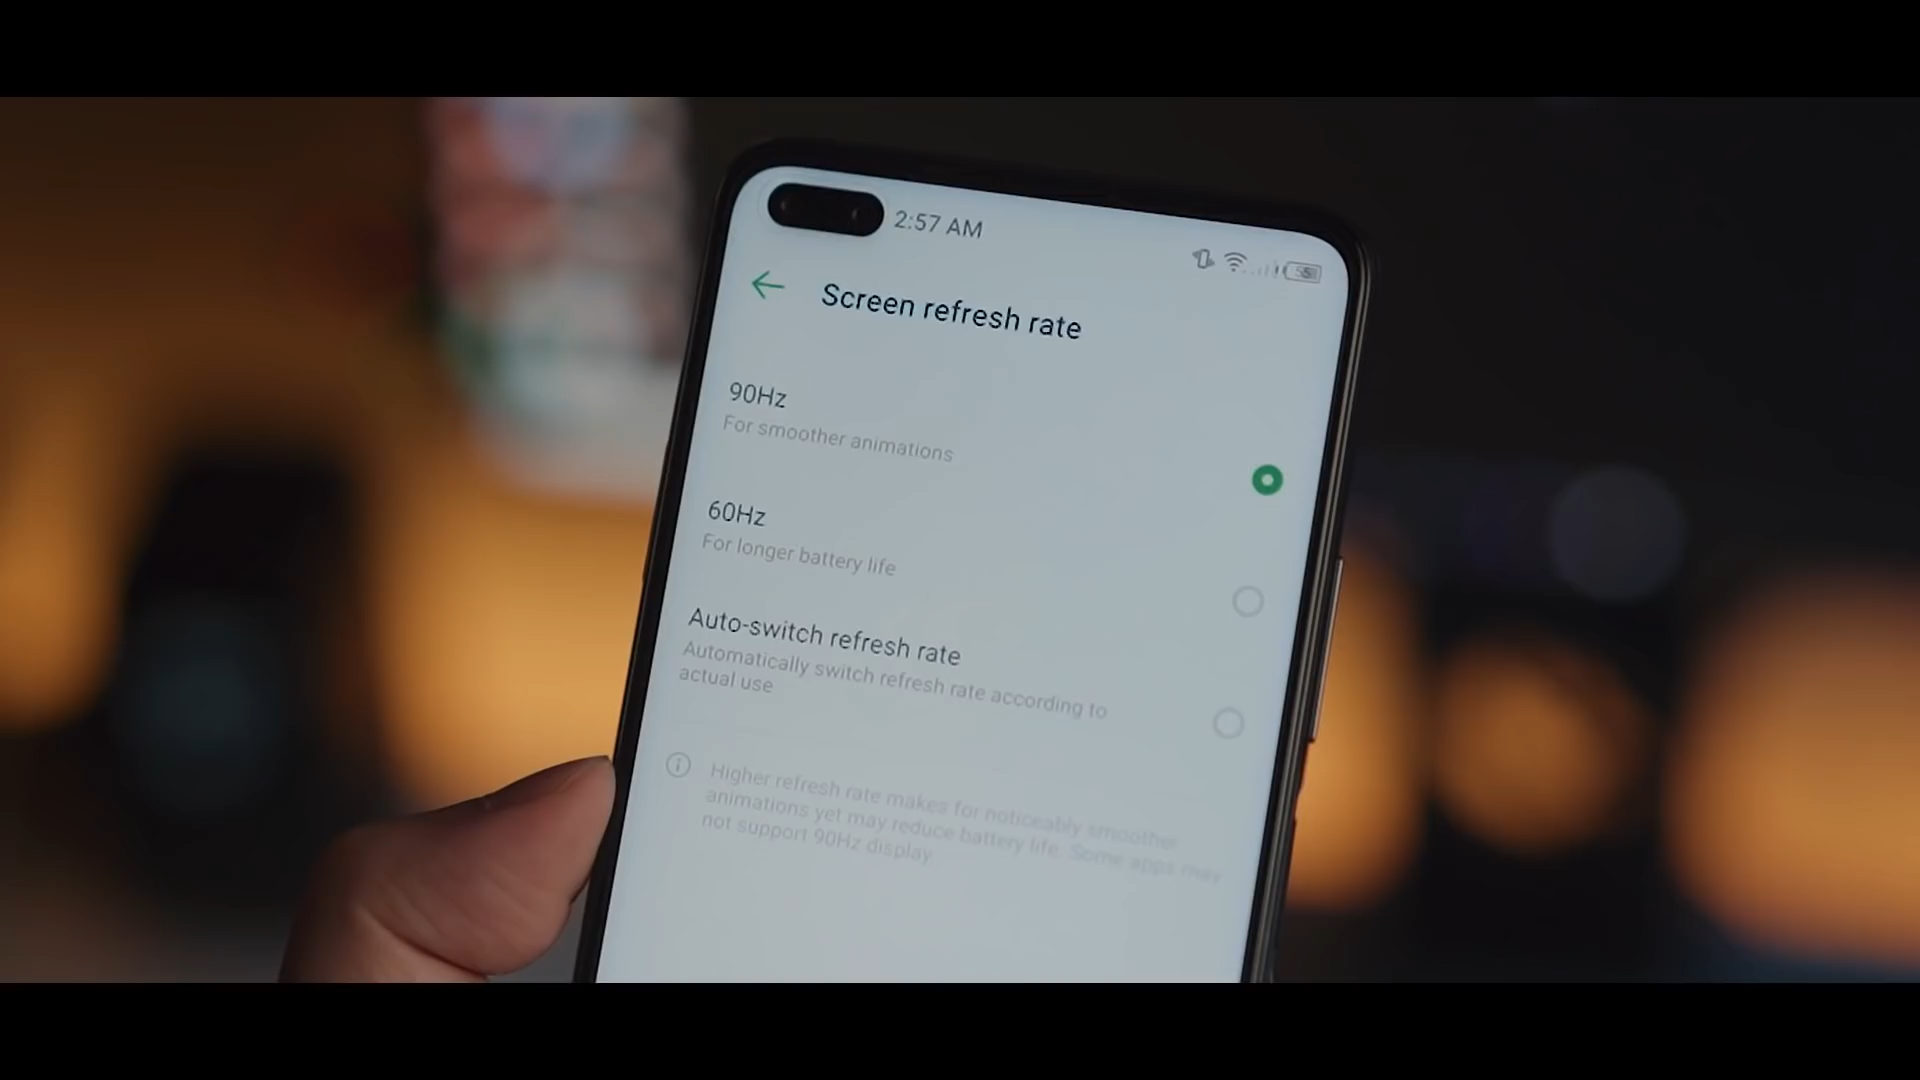 2:57 AM
Screen refresh rate
90Hz
For smoother animations
60Hz
For longer battery life
Auto-switch refresh rate
Automatically switch refresh rate according to
actual use
Higher refresh rate makes for noticeably smoother
animations yet may reduce battery life. Some apps may
not support 90Hz display.